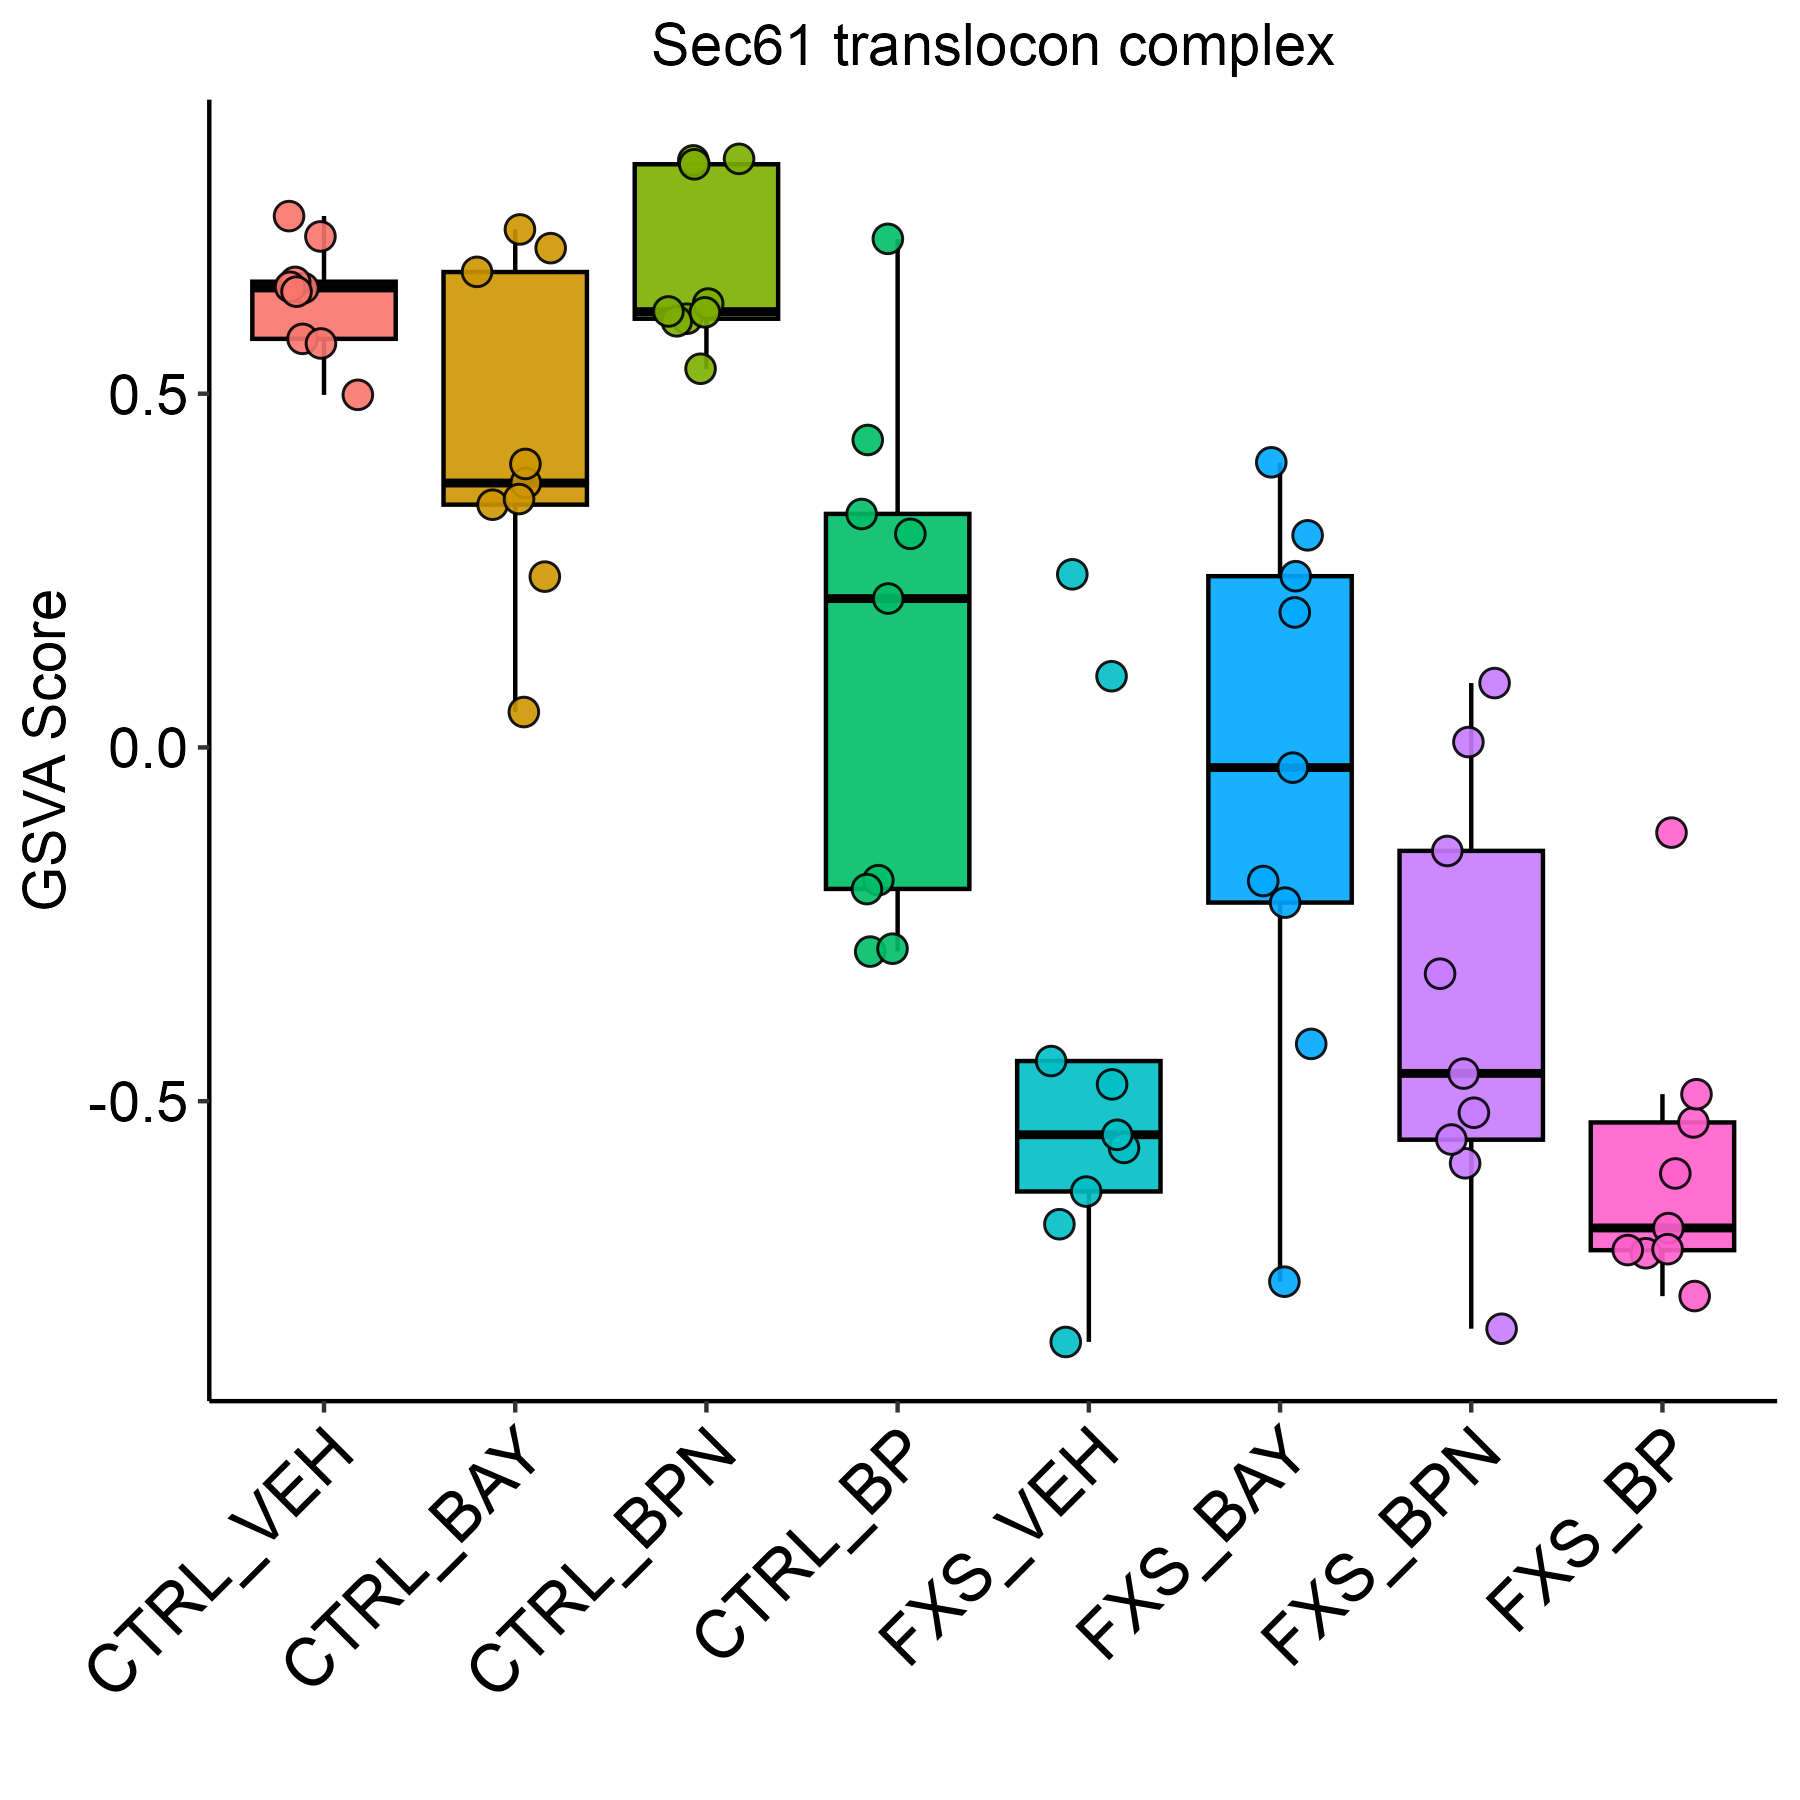 Sec61 translocon complex
GSVA Score
0.5
0.0
-0.5
CTRL_VEH
CTRL_BAY
CTRL_BPN
CTRL_BP
FXS_VEH
FXS_BAY
FXS_BPN
FXS_BP